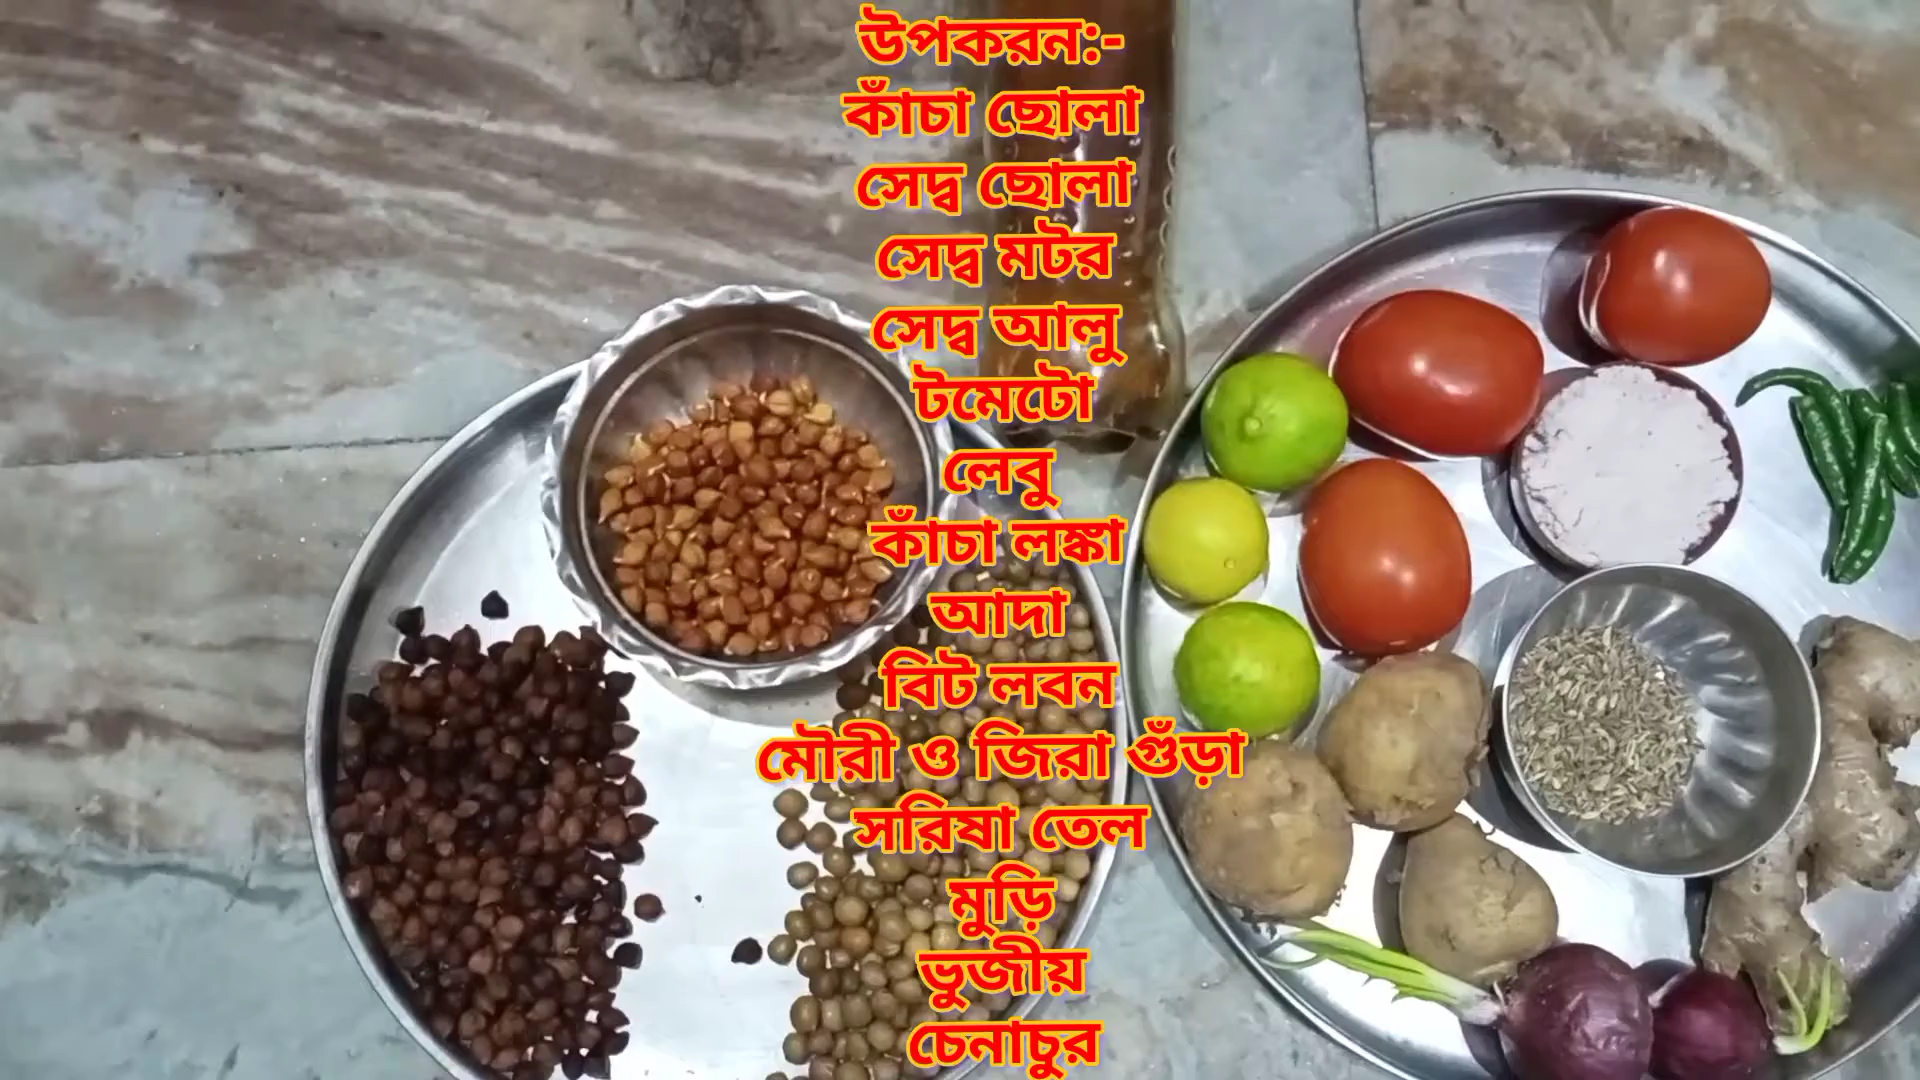 উপকরন:-
কাঁচা ছোলা
সেদ্ব ছোলা
সেদ্ব মটর
সেদ্ব আলু
টমেটো
লেবু
কাঁচা লঙ্কা
আদা
বিট লবন
মৌরী ও জিরা গুঁড়া
সরিষা তেল
মুড়ি
ভুজীয়
চেনাচুর